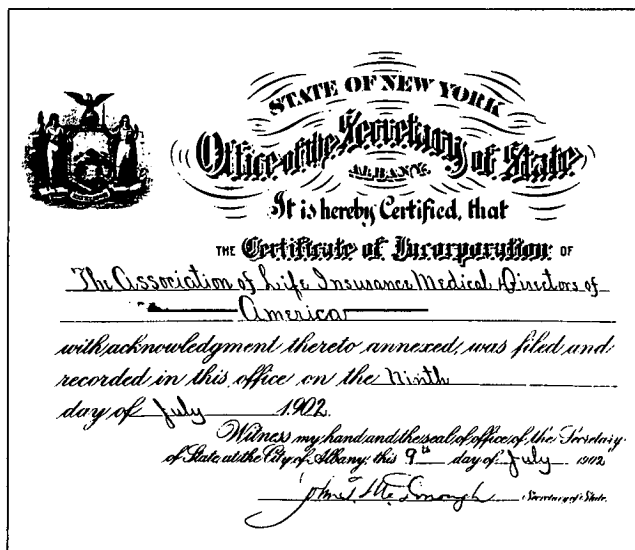 STATE OF NEW YORK
Office of the Secretary of State
ALBANY.
It is hereby Certified, that
THE Certificate of Incorporation OF
The Association of Life Insurance Medical Directors of
America
with acknowledgment thereto annexed, was filed and
recorded in this office on the Ninth
day of July 1902.
Witness my hand and the seal of office of the Secretary
of State at the City of Albany, this 9th day of July 1902
John T. McDonough Secretary of State.